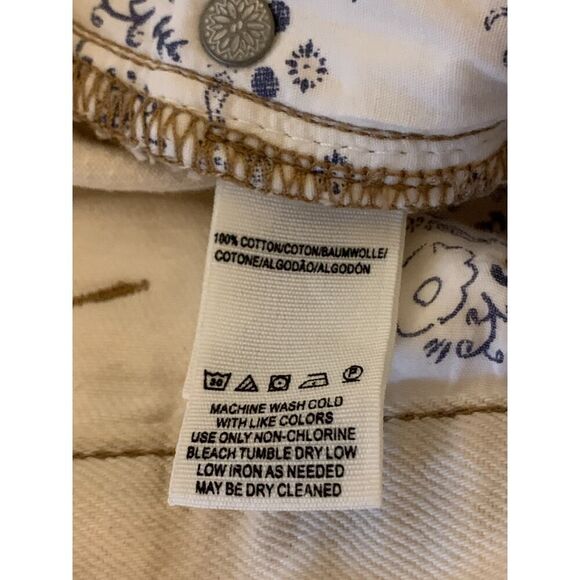 100% COTTON/COTON/BAUMWOLLE/
COTONE/ALGODÃO/ALGODÓN
30 P
MACHINE WASH COLD
WITH LIKE COLORS
USE ONLY NON-CHLORINE
BLEACH TUMBLE DRY LOW
LOW IRON AS NEEDED
MAY BE DRY CLEANED